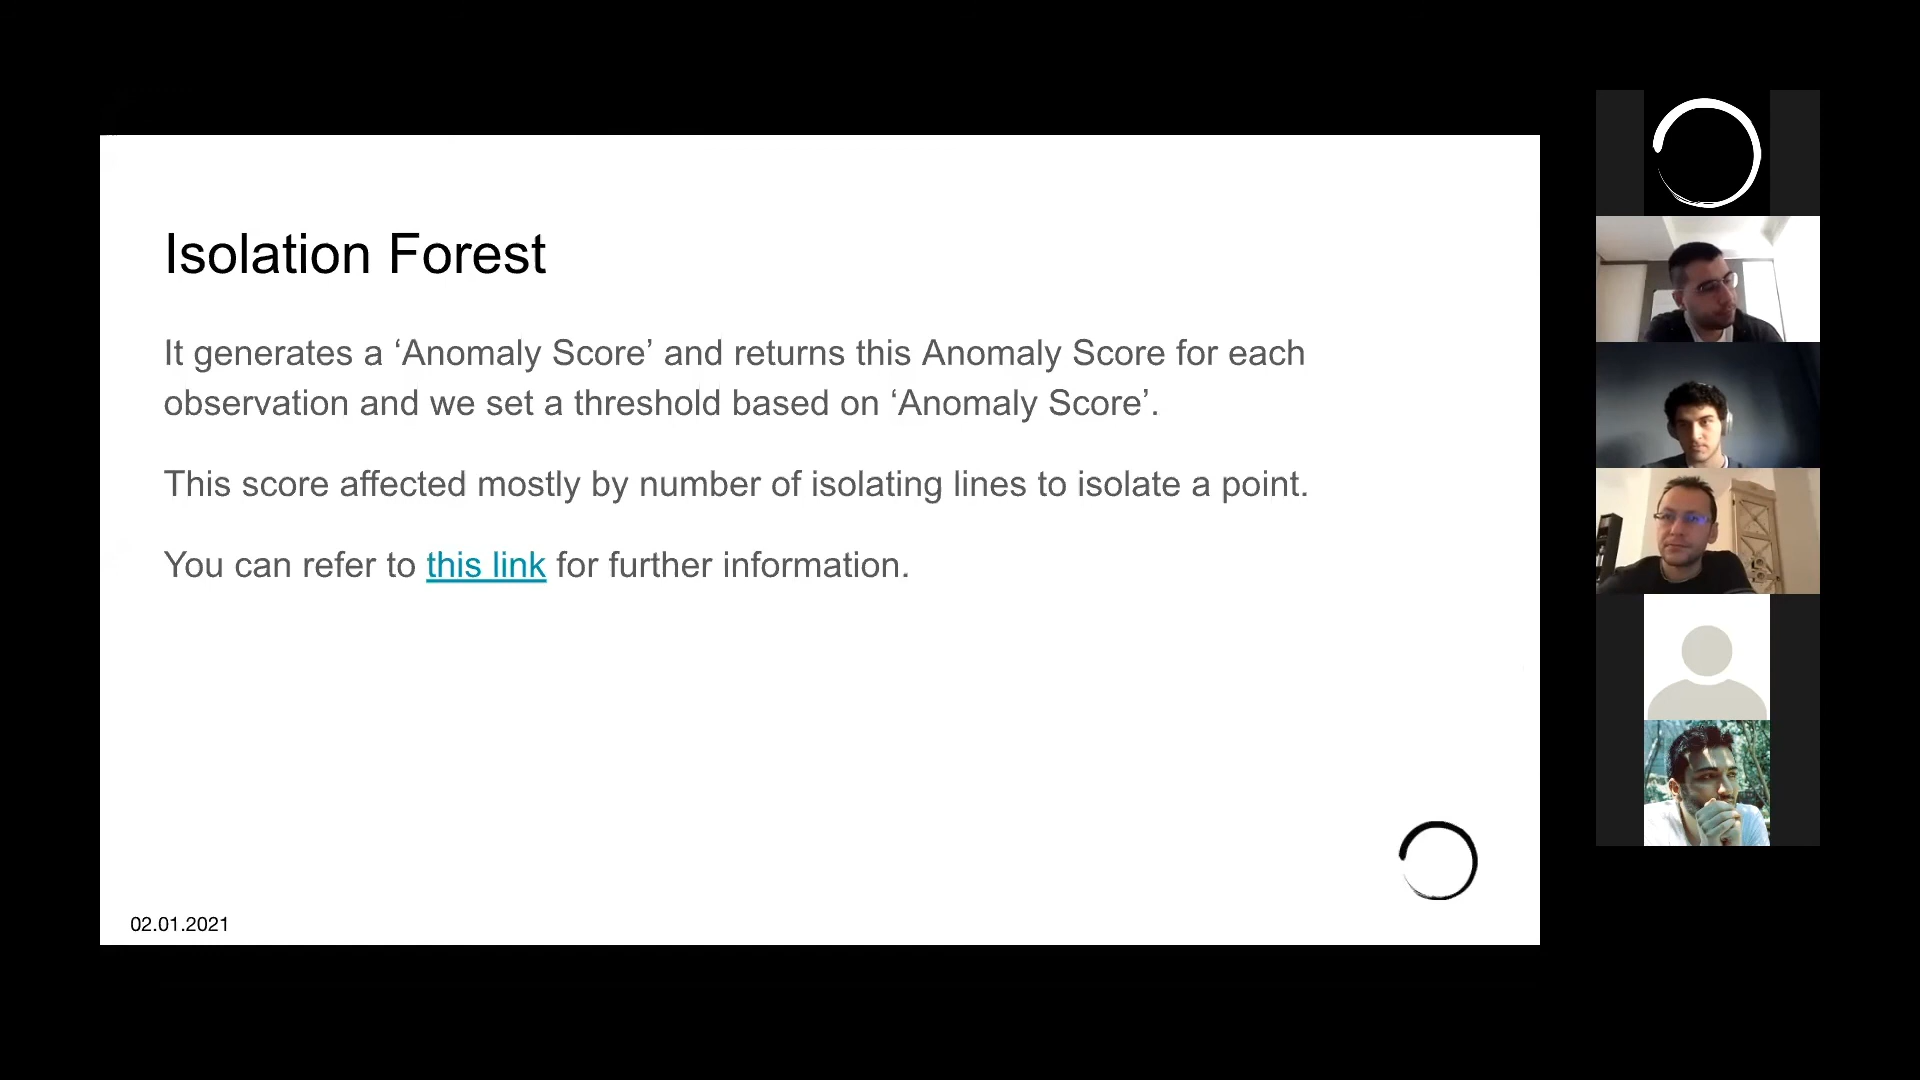 Isolation Forest
It generates a ‘Anomaly Score’ and returns this Anomaly Score for each
observation and we set a threshold based on ‘Anomaly Score’.
This score affected mostly by number of isolating lines to isolate a point.
You can refer to this link for further information.
02.01.2021